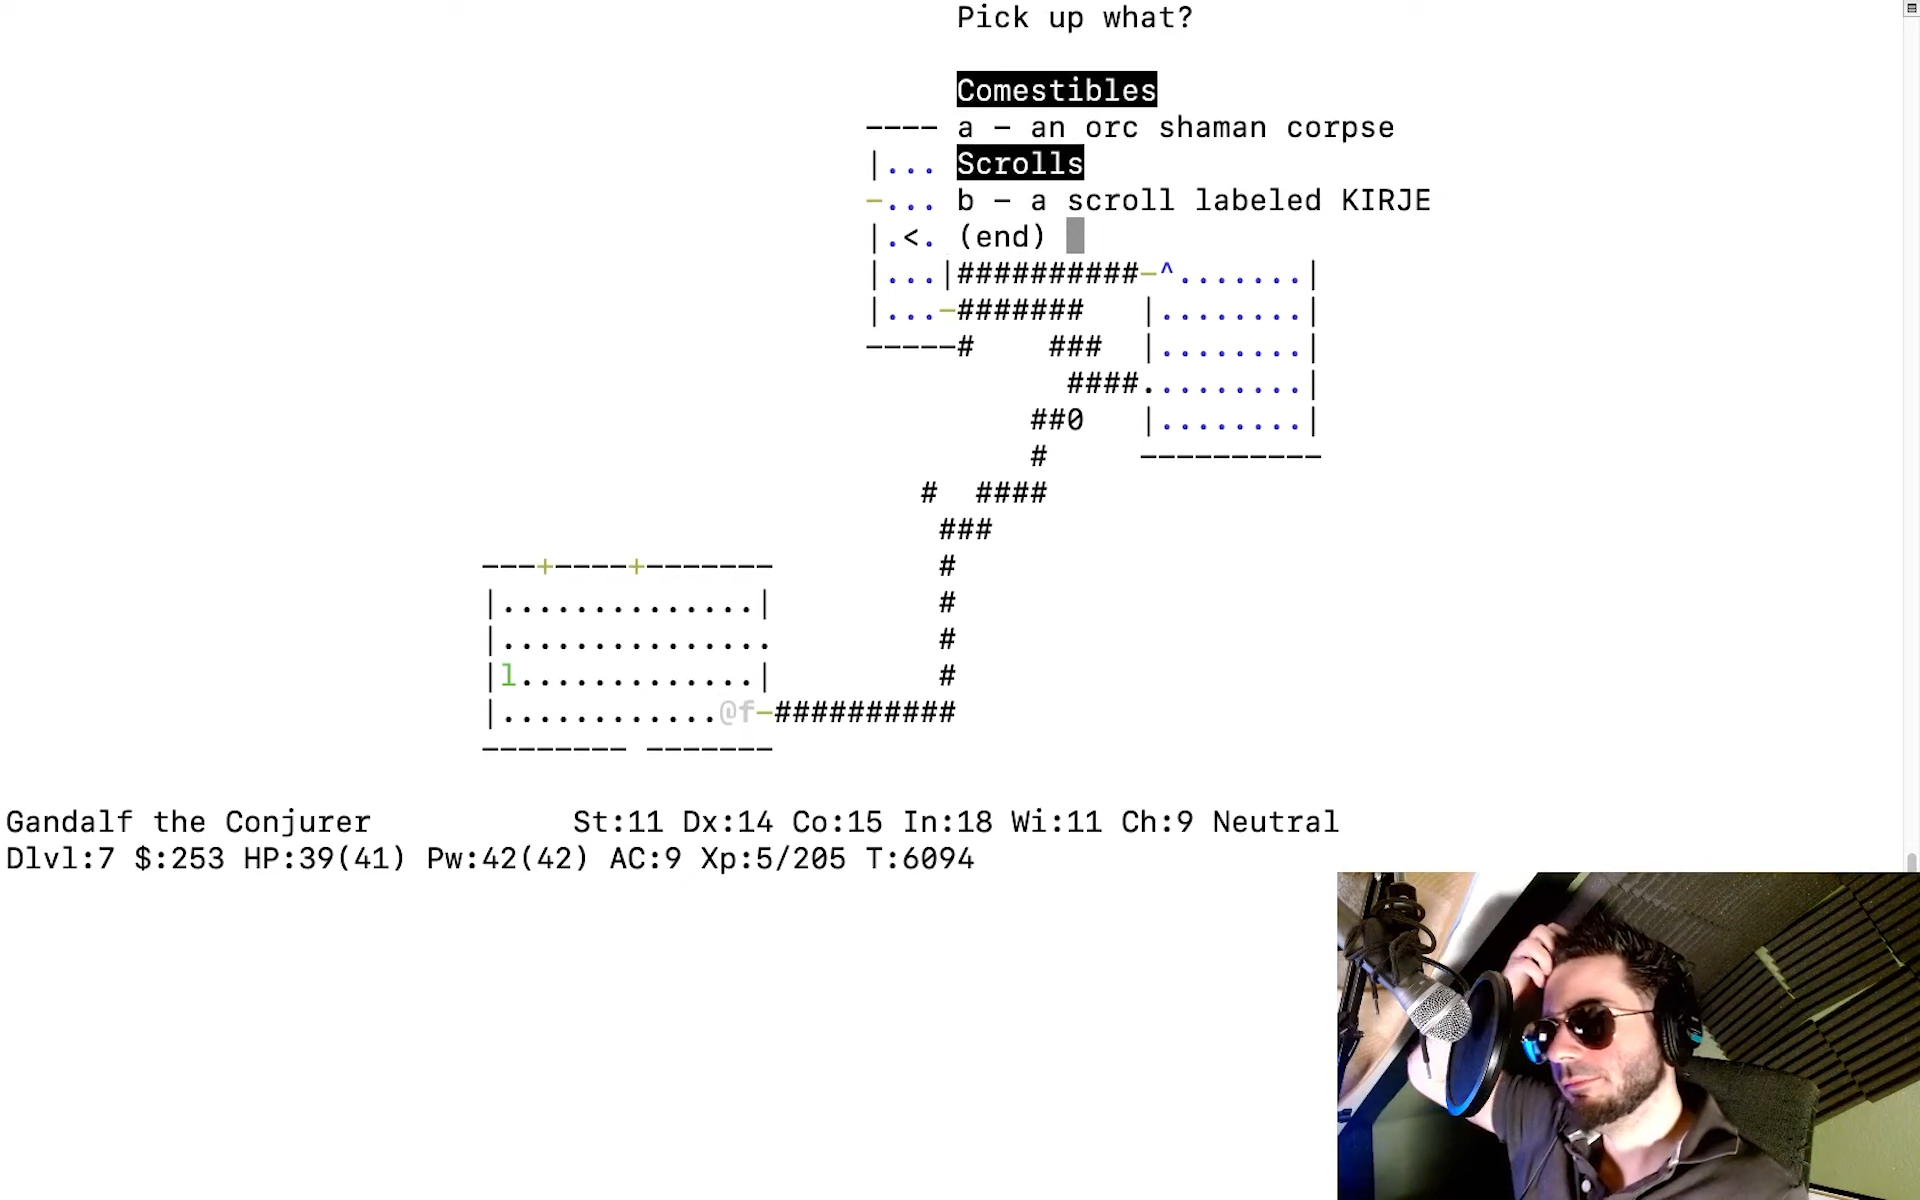 Pick up what?
Comestibles
---- a - an orc shaman corpse
|... Scrolls
-... b - a scroll labeled KIRJE
|.<. (end)
|...|##########-^.......|
|...-####### |........|
-----# ### |........|
####.........|
##0 |........|
# ----------
# ####
###
---+----+------- #
|..............| #
|............... #
|l.............| #
|............@f-##########
-------- -------
Gandalf the Conjurer St:11 Dx:14 Co:15 In:18 Wi:11 Ch:9 Neutral
Dlvl:7 $:253 HP:39(41) Pw:42(42) AC:9 Xp:5/205 T:6094